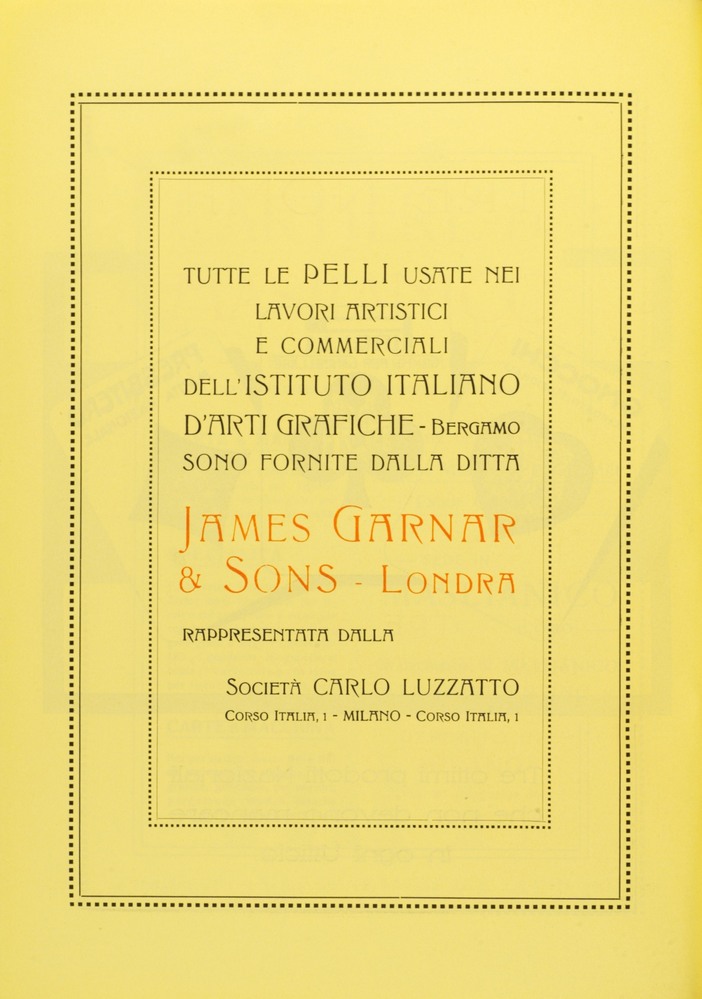 TUTTE LE PELLI USATE NEI
LAVORI ARTISTICI
E COMMERCIALI
DELL'ISTITUTO ITALIANO
D'ARTI GRAFICHE - BERGAMO
SONO FORNITE DALLA DITTA
JAMES GARNAR
& SONS - LONDRA
RAPPRESENTATA DALLA
SOCIETÀ CARLO LUZZATTO
CORSO ITALIA, 1 - MILANO - CORSO ITALIA, 1